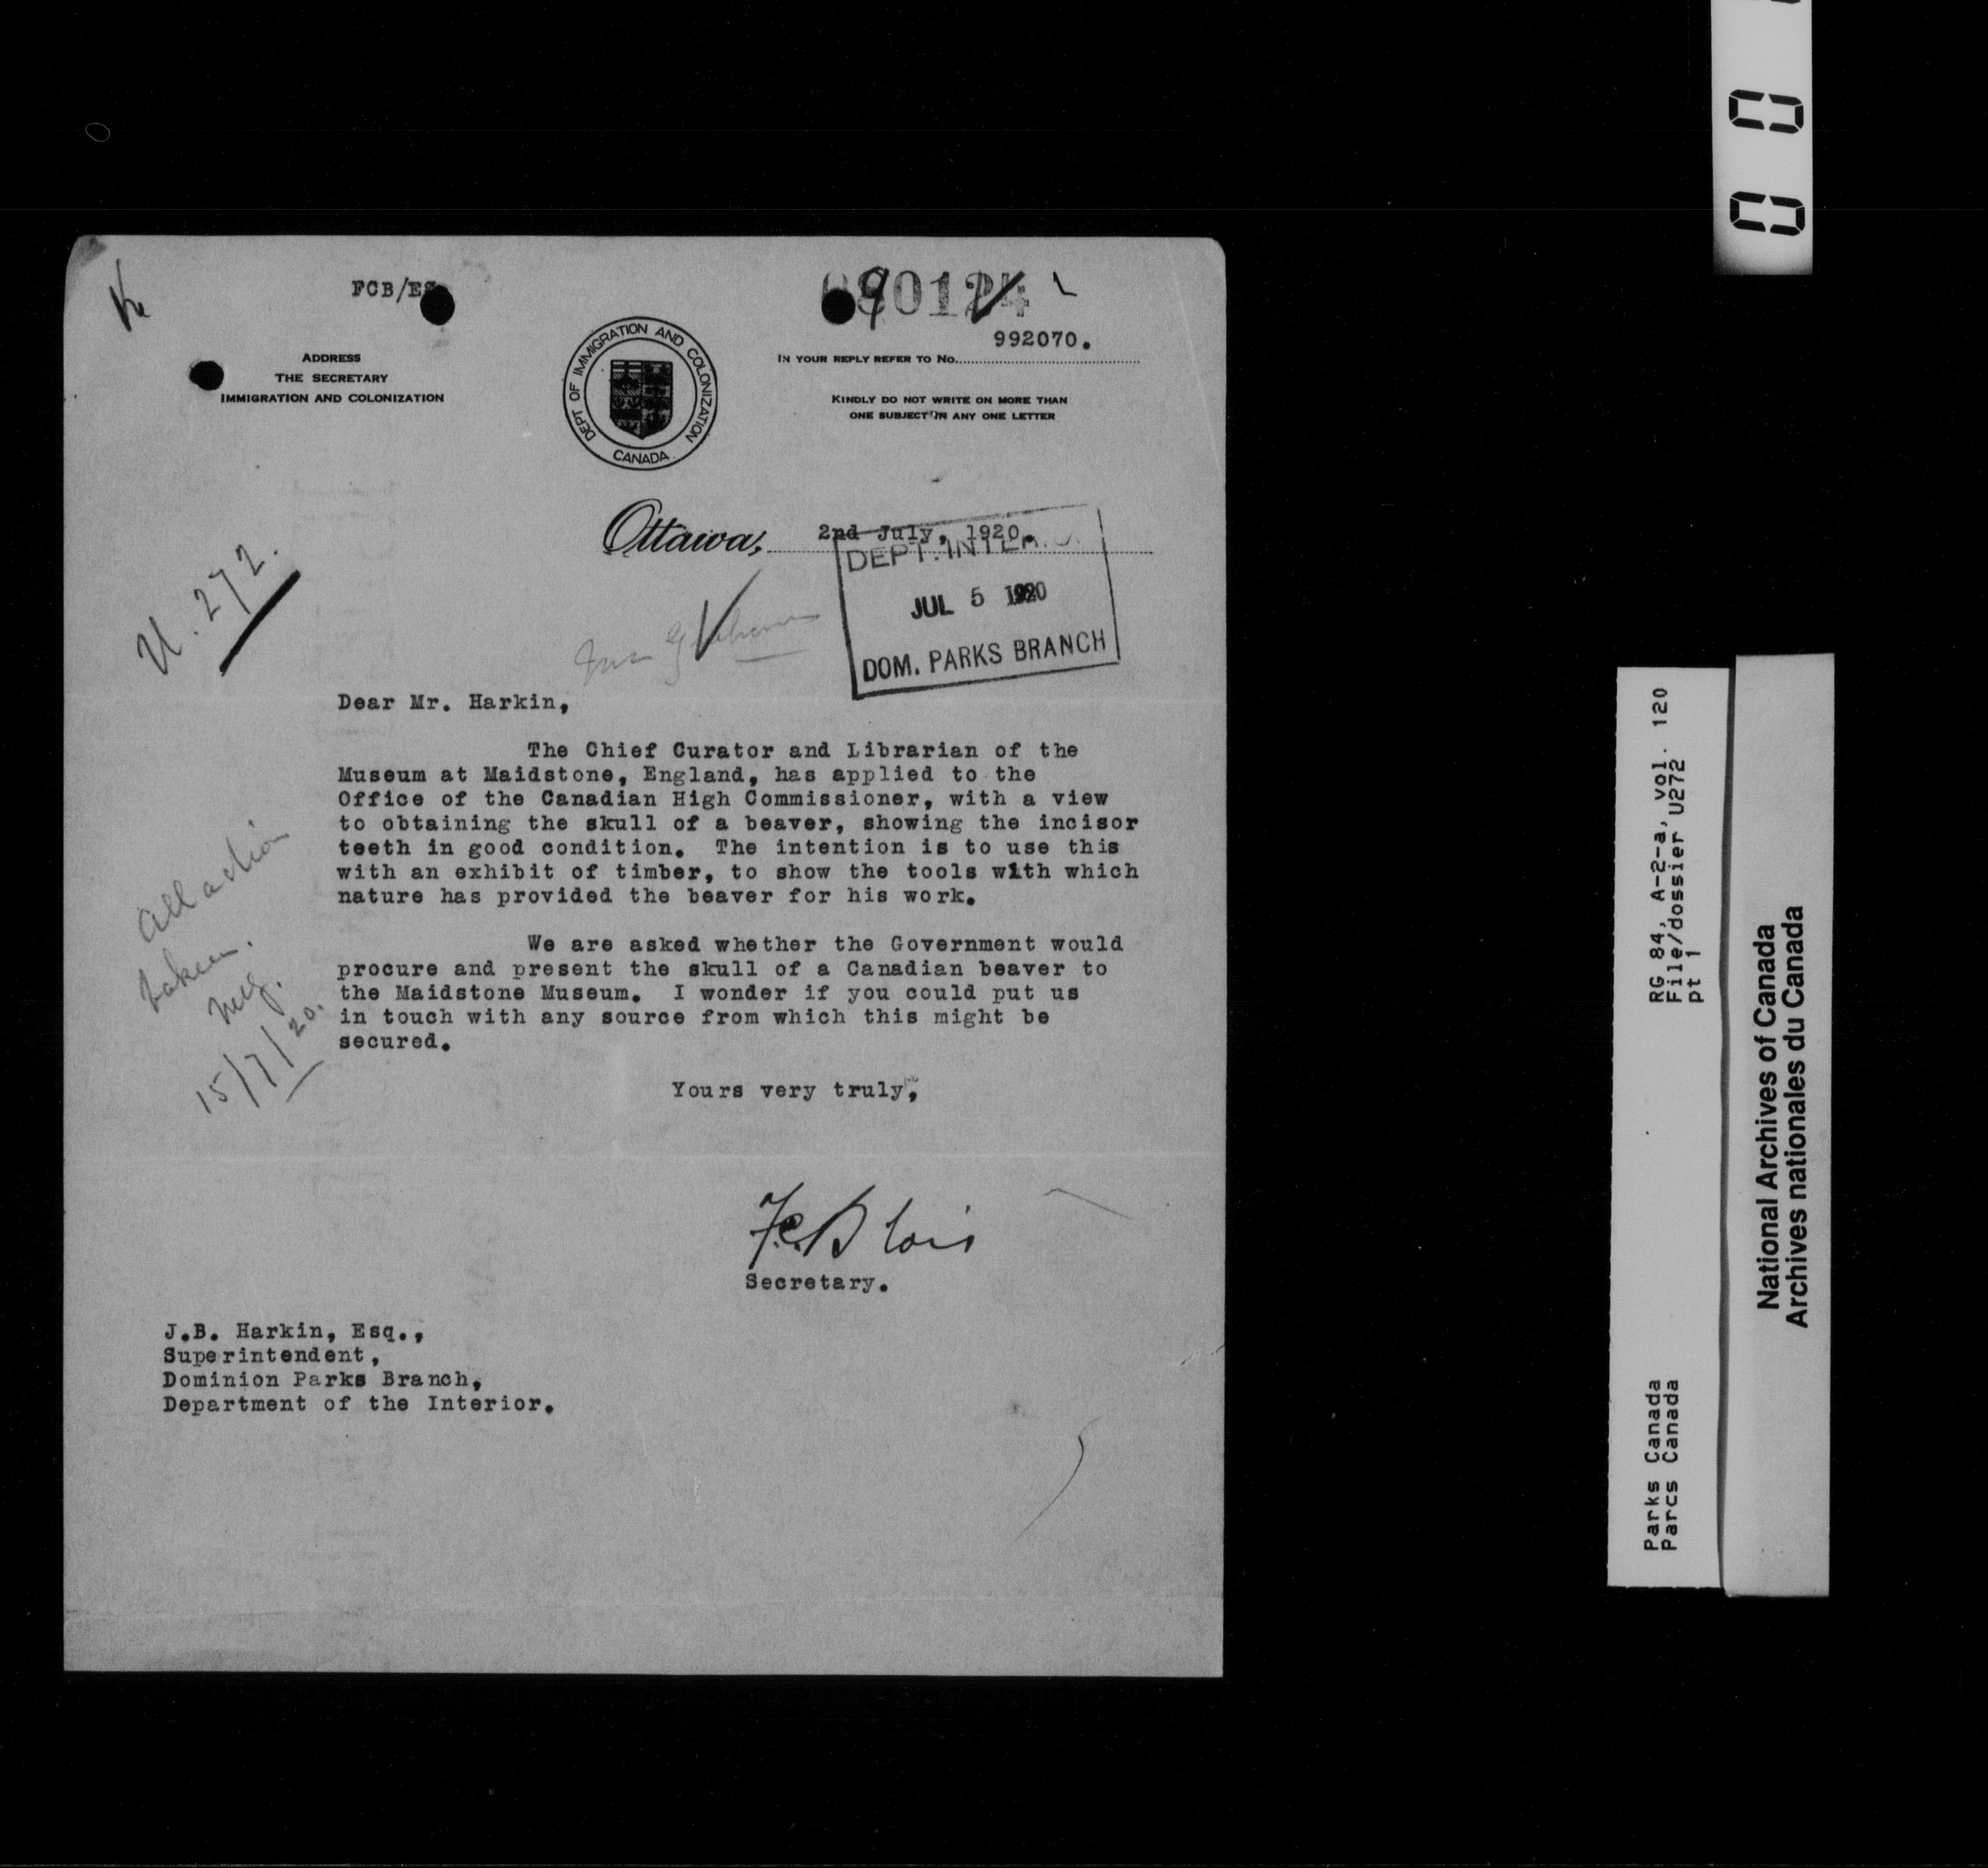 FCB/ES
992070.
IN YOUR REPLY REFER TO No.
ADDRESS
THE SECRETARY
IMMIGRATION AND COLONIZATION
DEPT OF IMMIGRATION AND COLONIZATION
CANADA
KINDLY DO NOT WRITE ON MORE THAN
ONE SUBJECT IN ANY ONE LETTER
Ottawa, 2nd July, 1920.
DEPT. INTER
JUL 5 1920
DOM. PARKS BRANCH
U.272.
Dear Mr. Harkin,
The Chief Curator and Librarian of the
Museum at Maidstone, England, has applied to the
Office of the Canadian High Commissioner, with a view
to obtaining the skull of a beaver, showing the incisor
teeth in good condition. The intention is to use this
with an exhibit of timber, to show the tools with which
nature has provided the beaver for his work.
We are asked whether the Government would
procure and present the skull of a Canadian beaver to
the Maidstone Museum. I wonder if you could put us
in touch with any source from which this might be
secured.
All action
taken.
15/7/20.
Yours very truly,
F.C. Blair
Secretary.
J.B. Harkin, Esq.,
Superintendent,
Dominion Parks Branch,
Department of the Interior.
0 0
RG 84, A-2-a, vol. 120
File/dossier U272
pt 1
Parks Canada
Parcs Canada
National Archives of Canada
Archives nationales du Canada